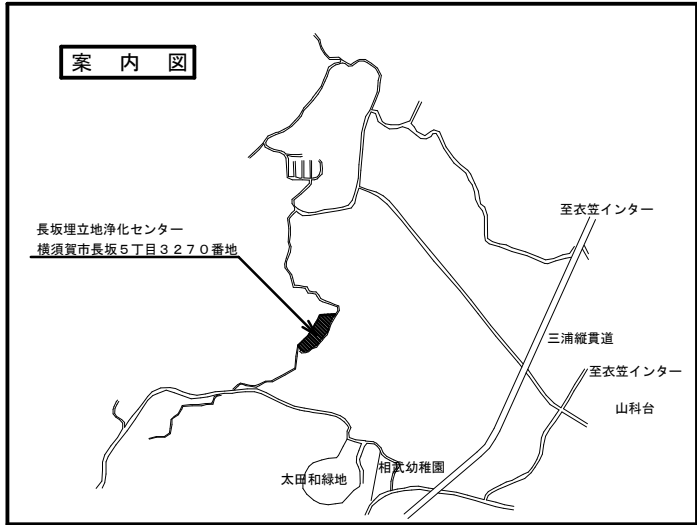 案内図
長坂埋立地浄化センター
横須賀市長坂５丁目３２７０番地
至衣笠インター
三浦縦貫道
至衣笠インター
山科台
相武幼稚園
太田和緑地